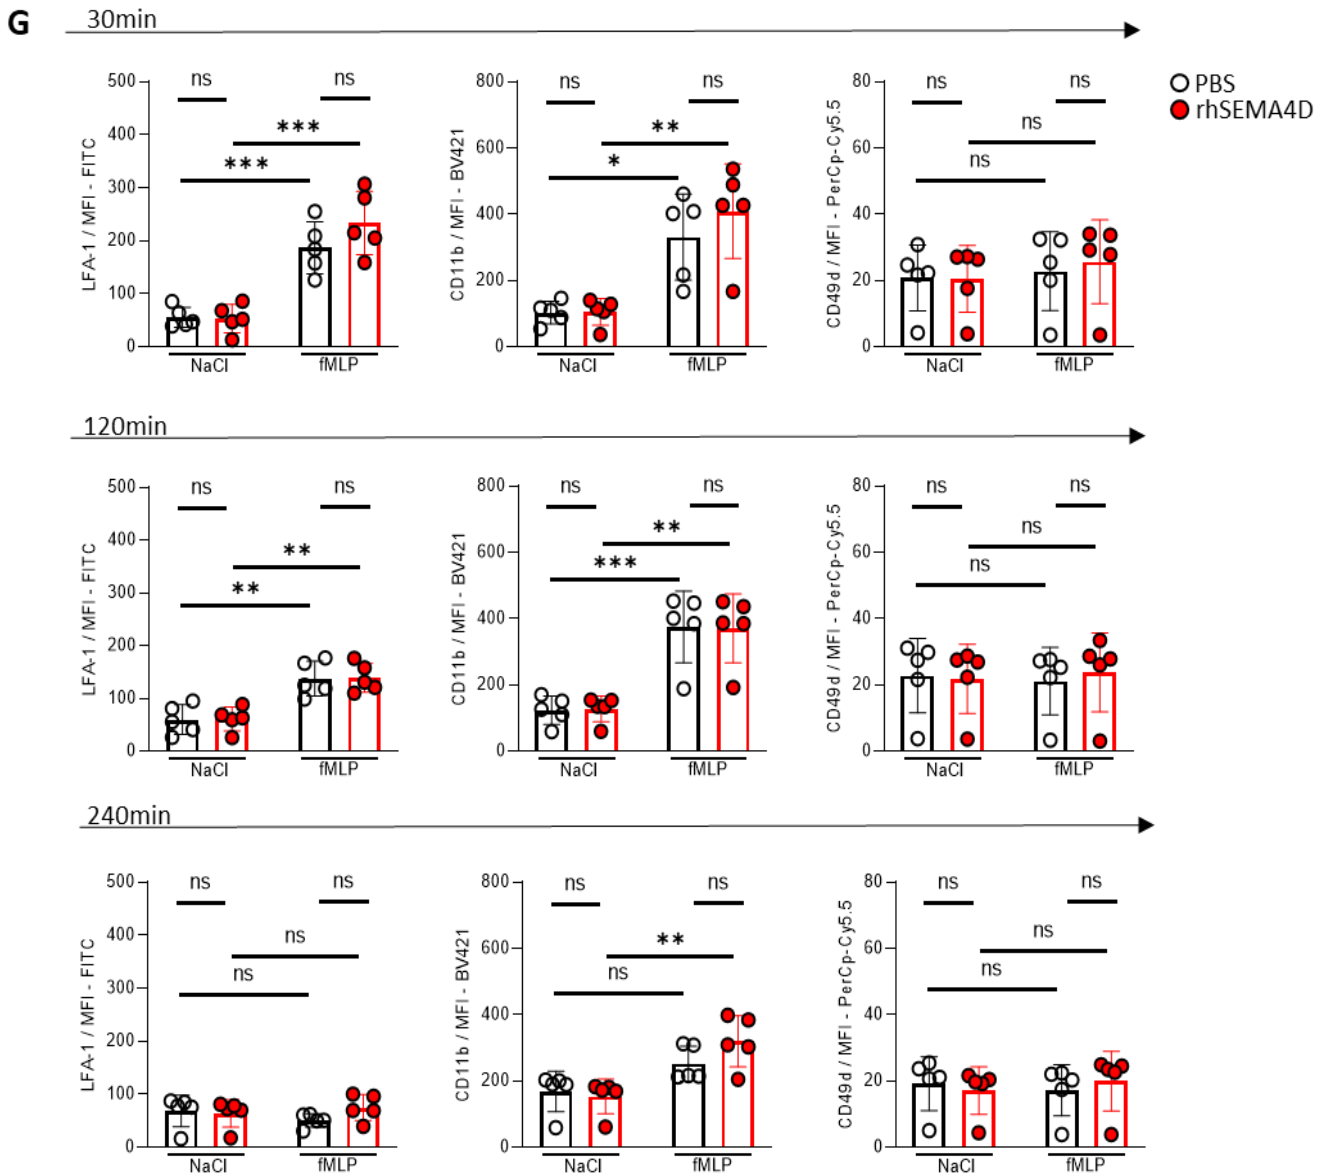 G
30min
PBS
rhSEMA4D
LFA-1 / MFI - FITC
500
400
300
200
100
0
ns
ns
***
***
NaCl
fMLP
CD11b / MFI - BV421
800
600
400
200
0
ns
ns
**
*
NaCl
fMLP
CD49d / MFI - PerCp-Cy5.5
80
60
40
20
0
ns
ns
ns
ns
NaCl
fMLP
120min
LFA-1 / MFI - FITC
500
400
300
200
100
0
ns
ns
**
**
NaCl
fMLP
CD11b / MFI - BV421
800
600
400
200
0
ns
ns
**
***
NaCl
fMLP
CD49d / MFI - PerCp-Cy5.5
80
60
40
20
0
ns
ns
ns
ns
NaCl
fMLP
240min
LFA-1 / MFI - FITC
500
400
300
200
100
0
ns
ns
ns
ns
NaCl
fMLP
CD11b / MFI - BV421
800
600
400
200
0
ns
ns
**
ns
NaCl
fMLP
CD49d / MFI - PerCp-Cy5.5
80
60
40
20
0
ns
ns
ns
ns
NaCl
fMLP